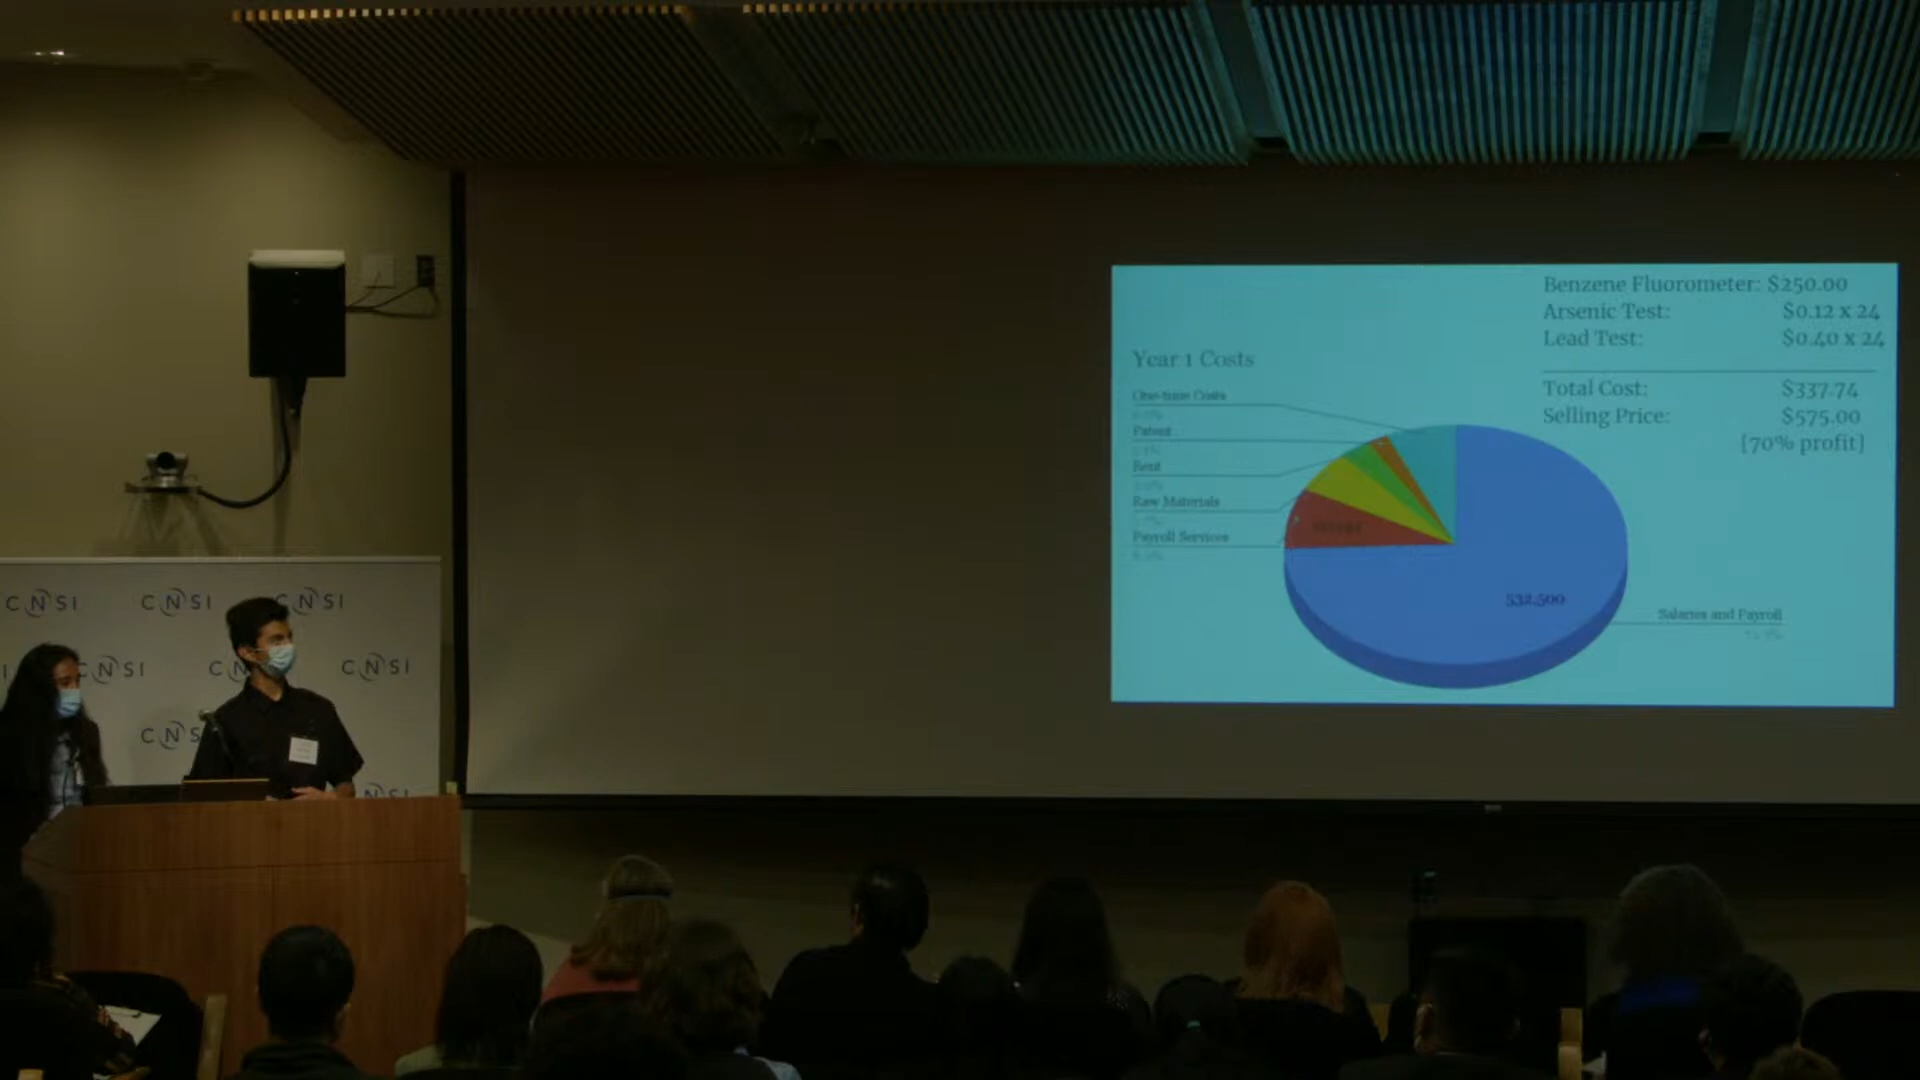 Benzene Fluorometer: $250.00
Arsenic Test: $0.12 x 24
Lead Test: $0.40 x 24
Total Cost: $337.74
Selling Price: $575.00
[70% profit]
Year 1 Costs
One-time Costs
Patent
Rent
Raw Materials
Payroll Services
532,500
Salaries and Payroll
CNSI CNSI CNSI
CNSI CNSI
CNSI